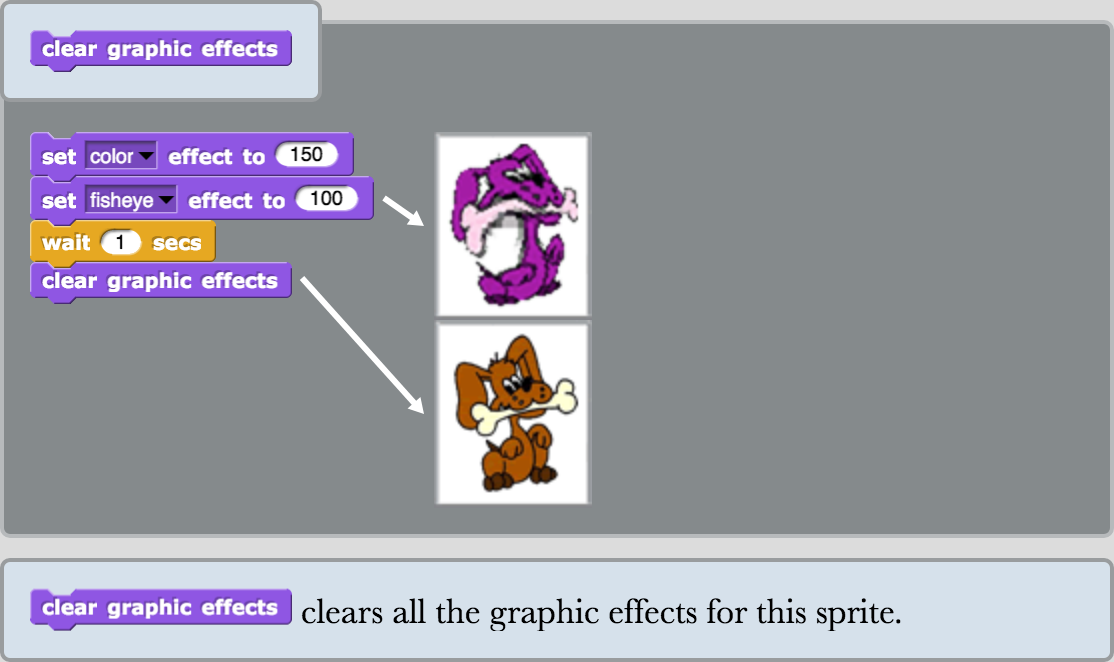 clear graphic effects
set color effect to 150
set fisheye effect to 100
wait 1 secs
clear graphic effects
clear graphic effects clears all the graphic effects for this sprite.